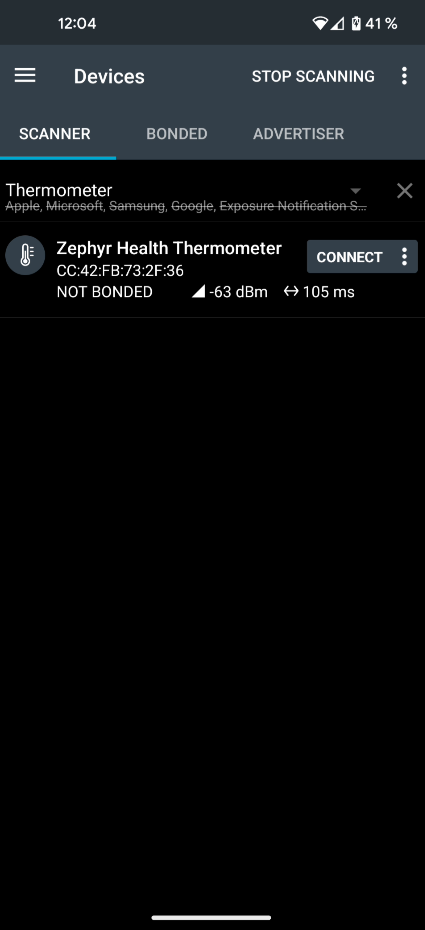 12:04
41%
Devices
STOP SCANNING
SCANNER
BONDED
ADVERTISER
Thermometer
Apple, Microsoft, Samsung, Google, Exposure Notification S...
Zephyr Health Thermometer
CONNECT
CC:42:FB:73:2F:36
NOT BONDED
-63 dBm
105 ms